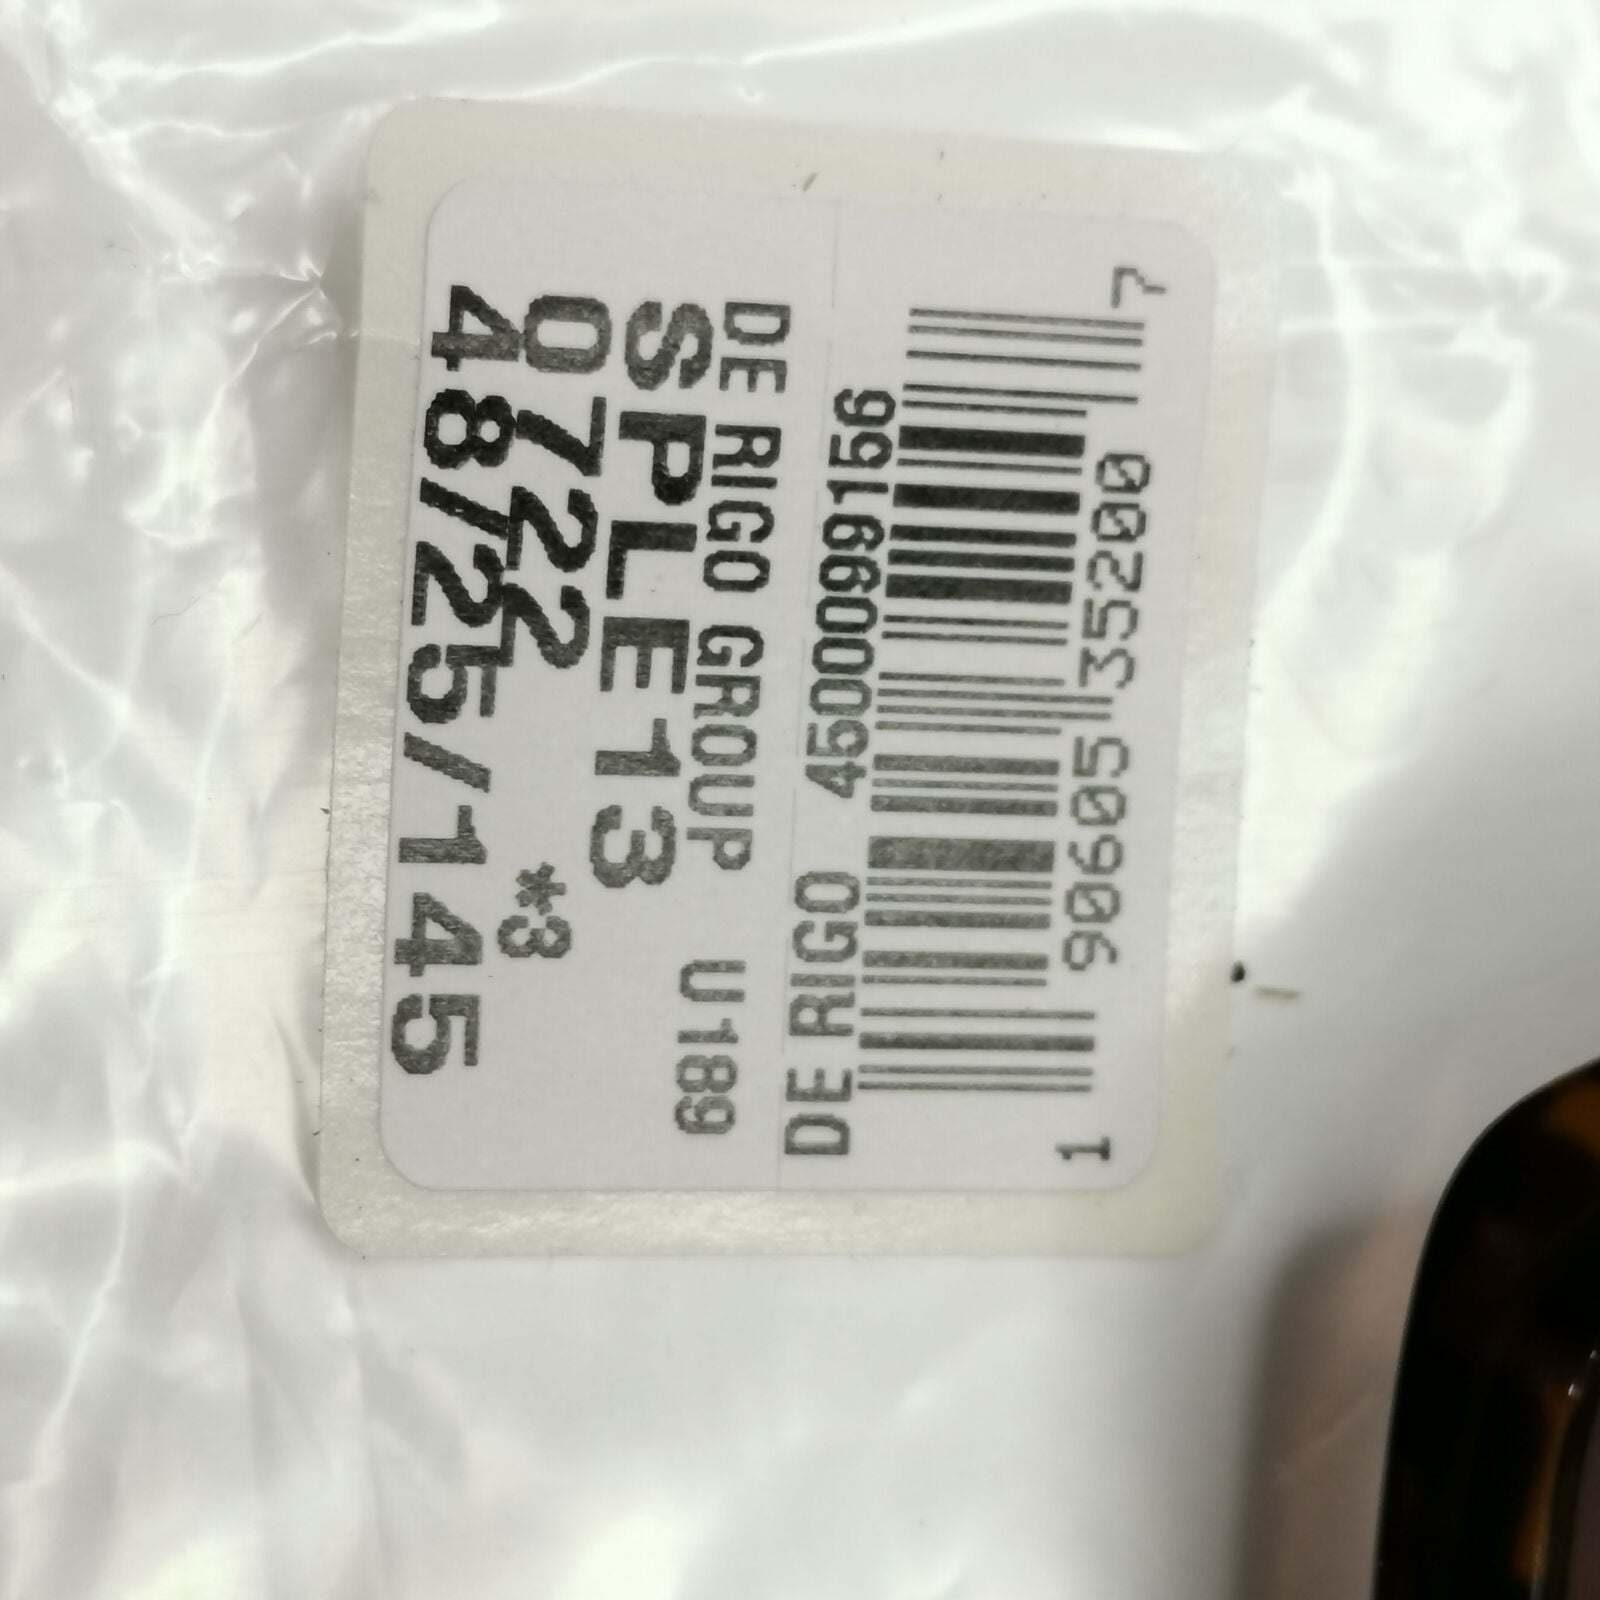 DE RIGO GROUP U189
SPLE13
0722 *3
48/25/145
DE RIGO 4500099156
1 90605 35200 7